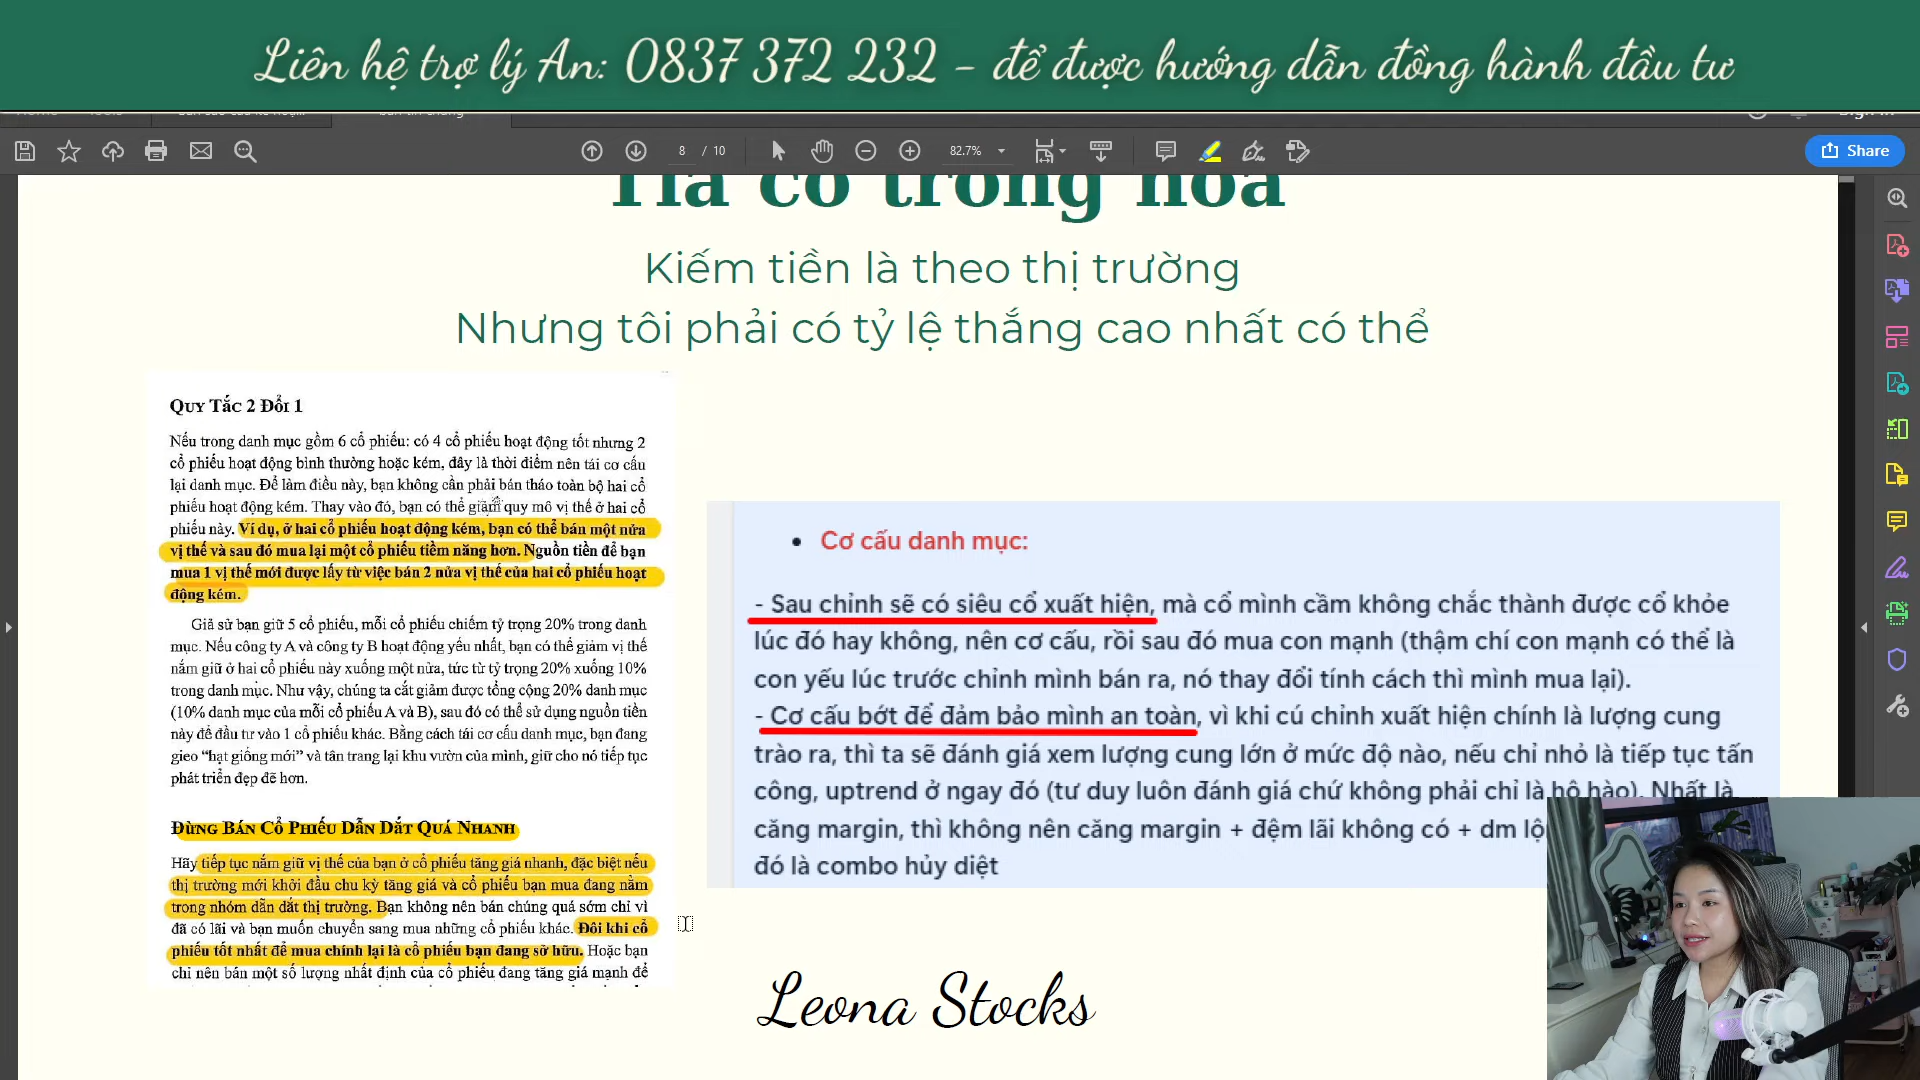 Liên hệ trợ lý An: 0837 372 232 - để được hướng dẫn đồng hành đầu tư
8 / 10
82.7%
Share
Tỉa cỏ trồng hoa
Kiếm tiền là theo thị trường
Nhưng tôi phải có tỷ lệ thắng cao nhất có thể
QUY TẮC 2 ĐỔI 1
Nếu trong danh mục gồm 6 cổ phiếu: có 4 cổ phiếu hoạt động tốt nhưng 2
cổ phiếu hoạt động bình thường hoặc kém, đây là thời điểm nên tái cơ cấu
lại danh mục. Để làm điều này, bạn không cần phải bán tháo toàn bộ hai cổ
phiếu hoạt động kém. Thay vào đó, bạn có thể giảm quy mô vị thế ở hai cổ
phiếu này. Ví dụ, ở hai cổ phiếu hoạt động kém, bạn có thể bán một nửa
vị thế và sau đó mua lại một cổ phiếu tiềm năng hơn. Nguồn tiền để bạn
mua 1 vị thế mới được lấy từ việc bán 2 nửa vị thế của hai cổ phiếu hoạt
động kém.
Giả sử bạn giữ 5 cổ phiếu, mỗi cổ phiếu chiếm tỷ trọng 20% trong danh
mục. Nếu công ty A và công ty B hoạt động yếu nhất, bạn có thể giảm vị thế
nắm giữ ở hai cổ phiếu này xuống một nửa, tức từ tỷ trọng 20% xuống 10%
trong danh mục. Như vậy, chúng ta cắt giảm được tổng cộng 20% danh mục
(10% danh mục của mỗi cổ phiếu A và B), sau đó có thể sử dụng nguồn tiền
này để đầu tư vào 1 cổ phiếu khác. Bằng cách tái cơ cấu danh mục, bạn đang
gieo “hạt giống mới” và tân trang lại khu vườn của mình, giữ cho nó tiếp tục
phát triển đẹp đẽ hơn.
ĐỪNG BÁN CỔ PHIẾU DẪN DẮT QUÁ NHANH
Hãy tiếp tục nắm giữ vị thế của bạn ở cổ phiếu tăng giá nhanh, đặc biệt nếu
thị trường mới khởi đầu chu kỳ tăng giá và cổ phiếu bạn mua đang nằm
trong nhóm dẫn dắt thị trường. Bạn không nên bán chúng quá sớm chỉ vì
đã có lãi và bạn muốn chuyển sang mua những cổ phiếu khác. Đôi khi cổ
phiếu tốt nhất để mua chính lại là cổ phiếu bạn đang sở hữu. Hoặc bạn
chỉ nên bán một số lượng nhất định của cổ phiếu đang tăng giá mạnh để
• Cơ cấu danh mục:
- Sau chỉnh sẽ có siêu cổ xuất hiện, mà cổ mình cầm không chắc thành được cổ khỏe
lúc đó hay không, nên cơ cấu, rồi sau đó mua con mạnh (thậm chí con mạnh có thể là
con yếu lúc trước chỉnh mình bán ra, nó thay đổi tính cách thì mình mua lại).
- Cơ cấu bớt để đảm bảo mình an toàn, vì khi cú chỉnh xuất hiện chính là lượng cung
trào ra, thì ta sẽ đánh giá xem lượng cung lớn ở mức độ nào, nếu chỉ nhỏ là tiếp tục tấn
công, uptrend ở ngay đó (tư duy luôn đánh giá chứ không phải chỉ là hô hào). Nhất là
căng margin, thì không nên căng margin + đệm lãi không có + dm
đó là combo hủy diệt
Leona Stocks